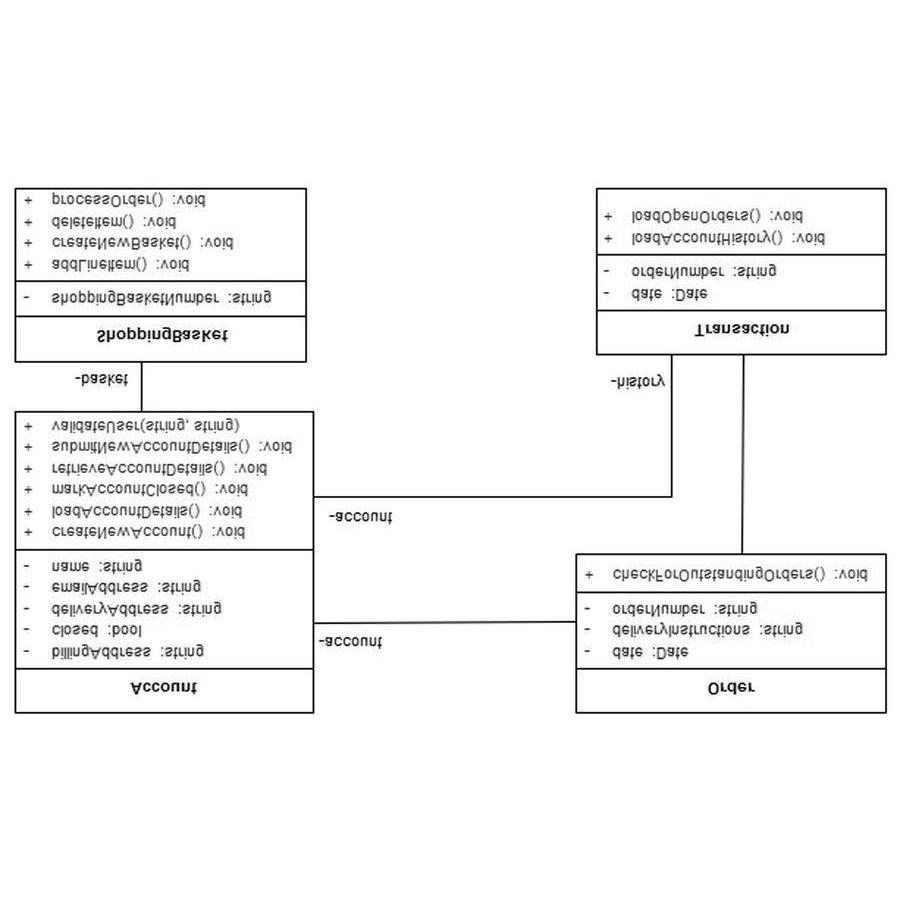 Account
- billingAddress :string
- closed :bool
- deliveryAddress :string
- emailAddress :string
- name :string
+ createNewAccount() :void
+ loadAccountDetails() :void
+ markAccountClosed() :void
+ retrieveAccountDetails() :void
+ submitNewAccountDetails() :void
+ validateUser(string, string)
-account
-account
Order
- date :Date
- deliveryInstructions :string
- orderNumber :string
+ checkForOutstandingOrders() :void
-basket
-history
ShoppingBasket
- shoppingBasketNumber :string
+ addLineItem() :void
+ createNewBasket() :void
+ deleteItem() :void
+ processOrder() :void
Transaction
- date :Date
- orderNumber :string
+ loadAccountHistory() :void
+ loadOpenOrders() :void